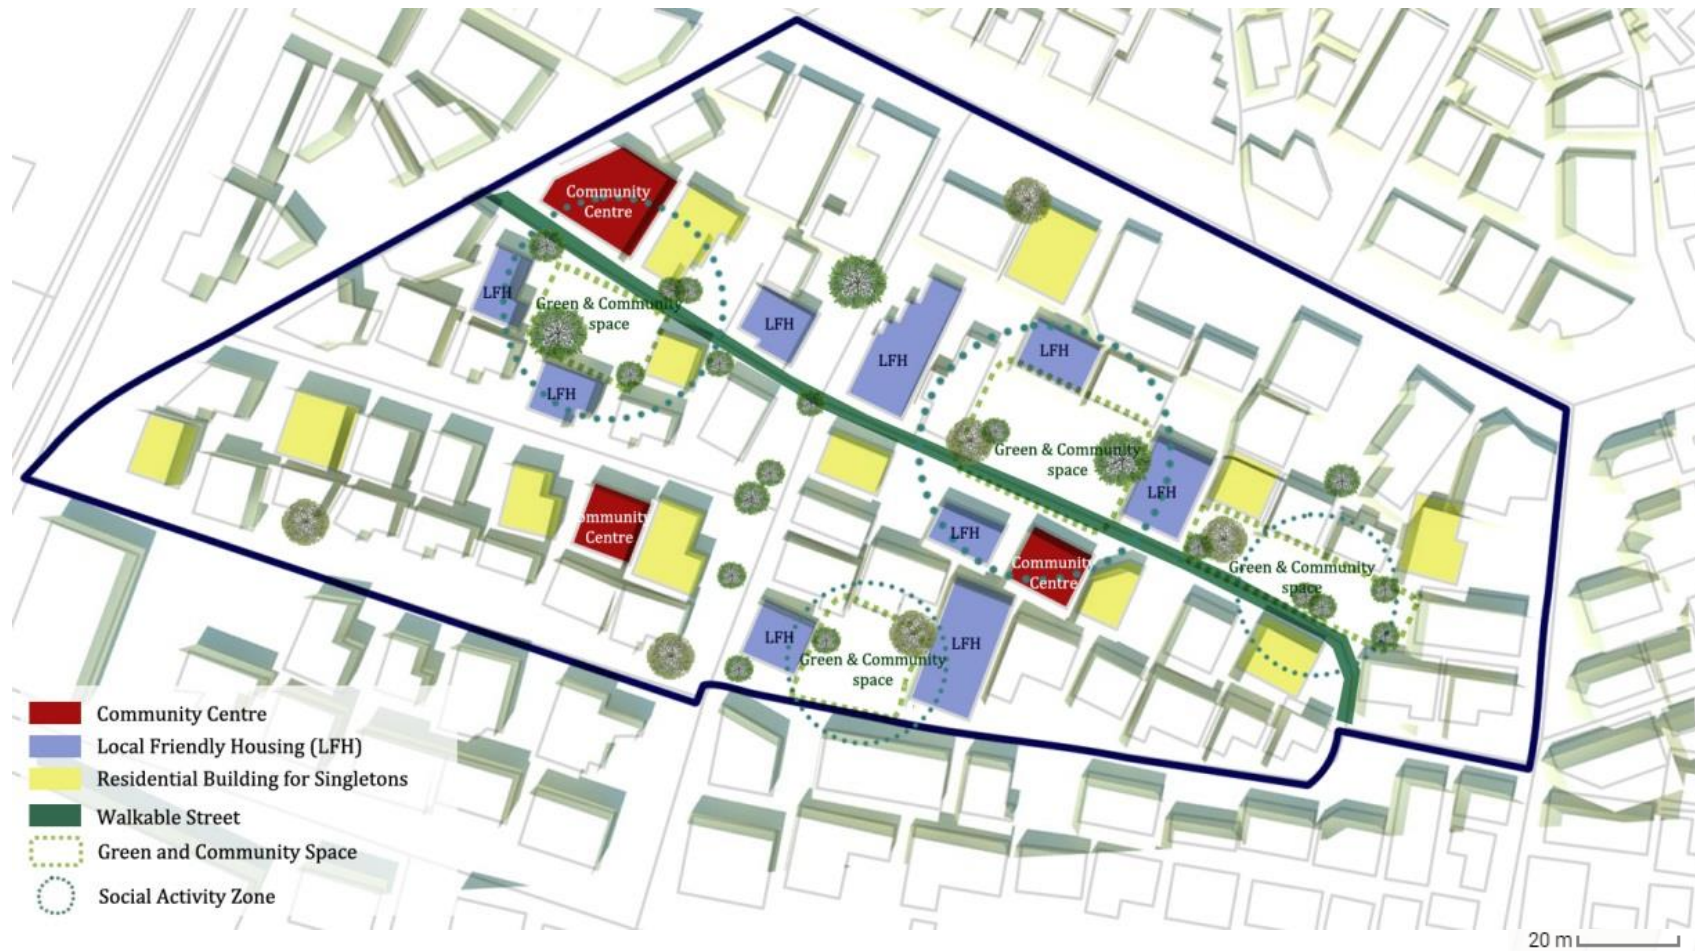 Community
Centre
LFH
Green & Community
space
LFH
LFH
LFH
LFH
Green & Community
space
LFH
ommunity
Centre
LFH
Community
Centre
Green & Community
space
LFH
LFH
Green & Community
space
Community Centre
Local Friendly Housing (LFH)
Residential Building for Singletons
Walkable Street
Green and Community Space
Social Activity Zone
20 m